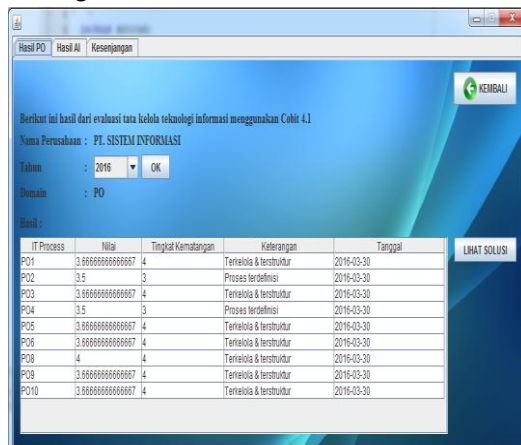 Hasil PO Hasil AI Kesenjangan
KEMBALI
Berikut ini hasil dari evaluasi tata kelola teknologi informasi menggunakan Cobit 4.1
Nama Perusahaan : PT. SISTEM INFORMASI
Tahun : 2016 OK
Domain : PO
Hasil :
LIHAT SOLUSI
IT Process Nilai Tingkat Kematangan Keterangan Tanggal
PO1 3.66666666666667 4 Terkelola & terstruktur 2016-03-30
PO2 3.5 3 Proses terdefinisi 2016-03-30
PO3 3.66666666666667 4 Terkelola & terstruktur 2016-03-30
PO4 3.5 3 Proses terdefinisi 2016-03-30
PO5 3.66666666666667 4 Terkelola & terstruktur 2016-03-30
PO6 3.66666666666667 4 Terkelola & terstruktur 2016-03-30
PO8 4 4 Terkelola & terstruktur 2016-03-30
PO9 3.66666666666667 4 Terkelola & terstruktur 2016-03-30
PO10 3.66666666666667 4 Terkelola & terstruktur 2016-03-30